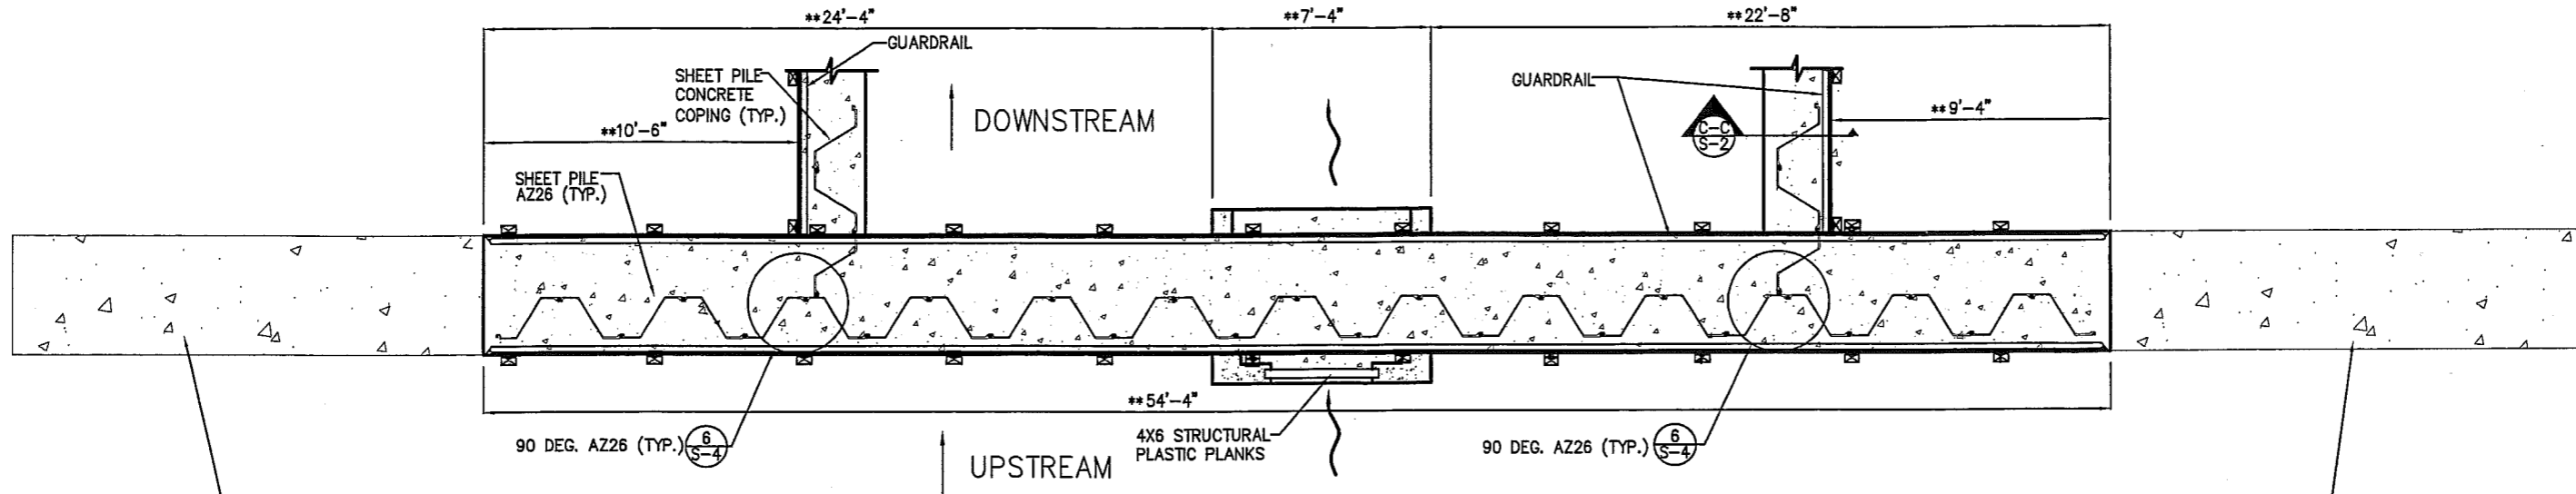 **24'-4"
**7'-4"
**22'-8"
GUARDRAIL
SHEET PILE
CONCRETE
COPING (TYP.)
GUARDRAIL
**10'-6"
DOWNSTREAM
C-C
S-2
**9'-4"
SHEET PILE
AZ26 (TYP.)
**54'-4"
90 DEG. AZ26 (TYP.)
6
S-4
UPSTREAM
4X6 STRUCTURAL
PLASTIC PLANKS
90 DEG. AZ26 (TYP.)
6
S-4